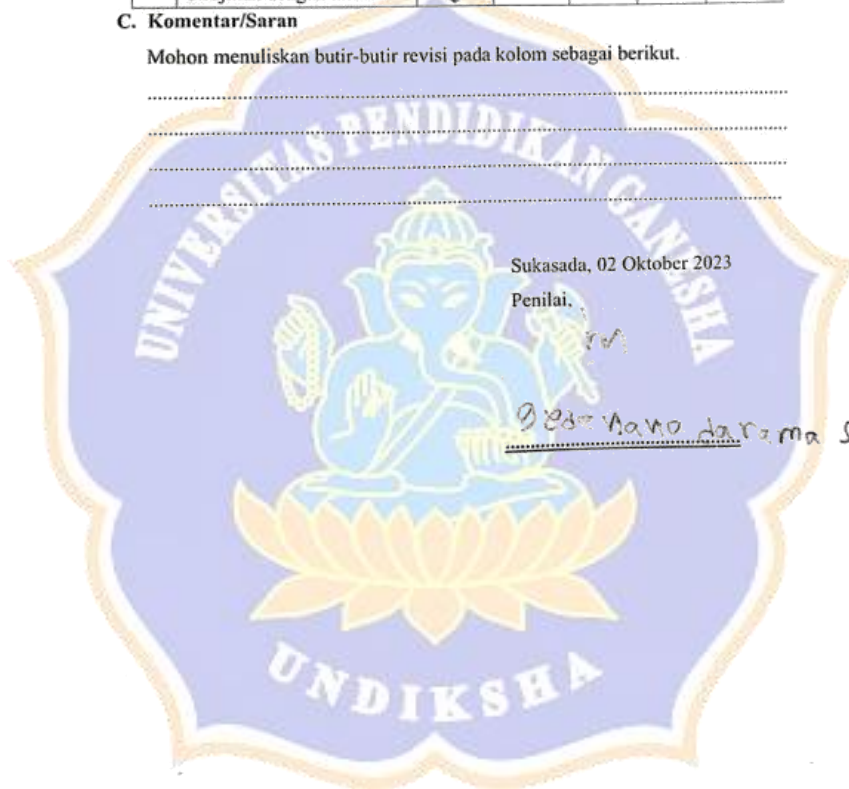 C. Komentar/Saran
Mohon menuliskan butir-butir revisi pada kolom sebagai berikut.
UNIVERSITAS PENDIDIKAN GANESHA
Sukasada, 02 Oktober 2023
Penilai,
darama
UNDIKSHA